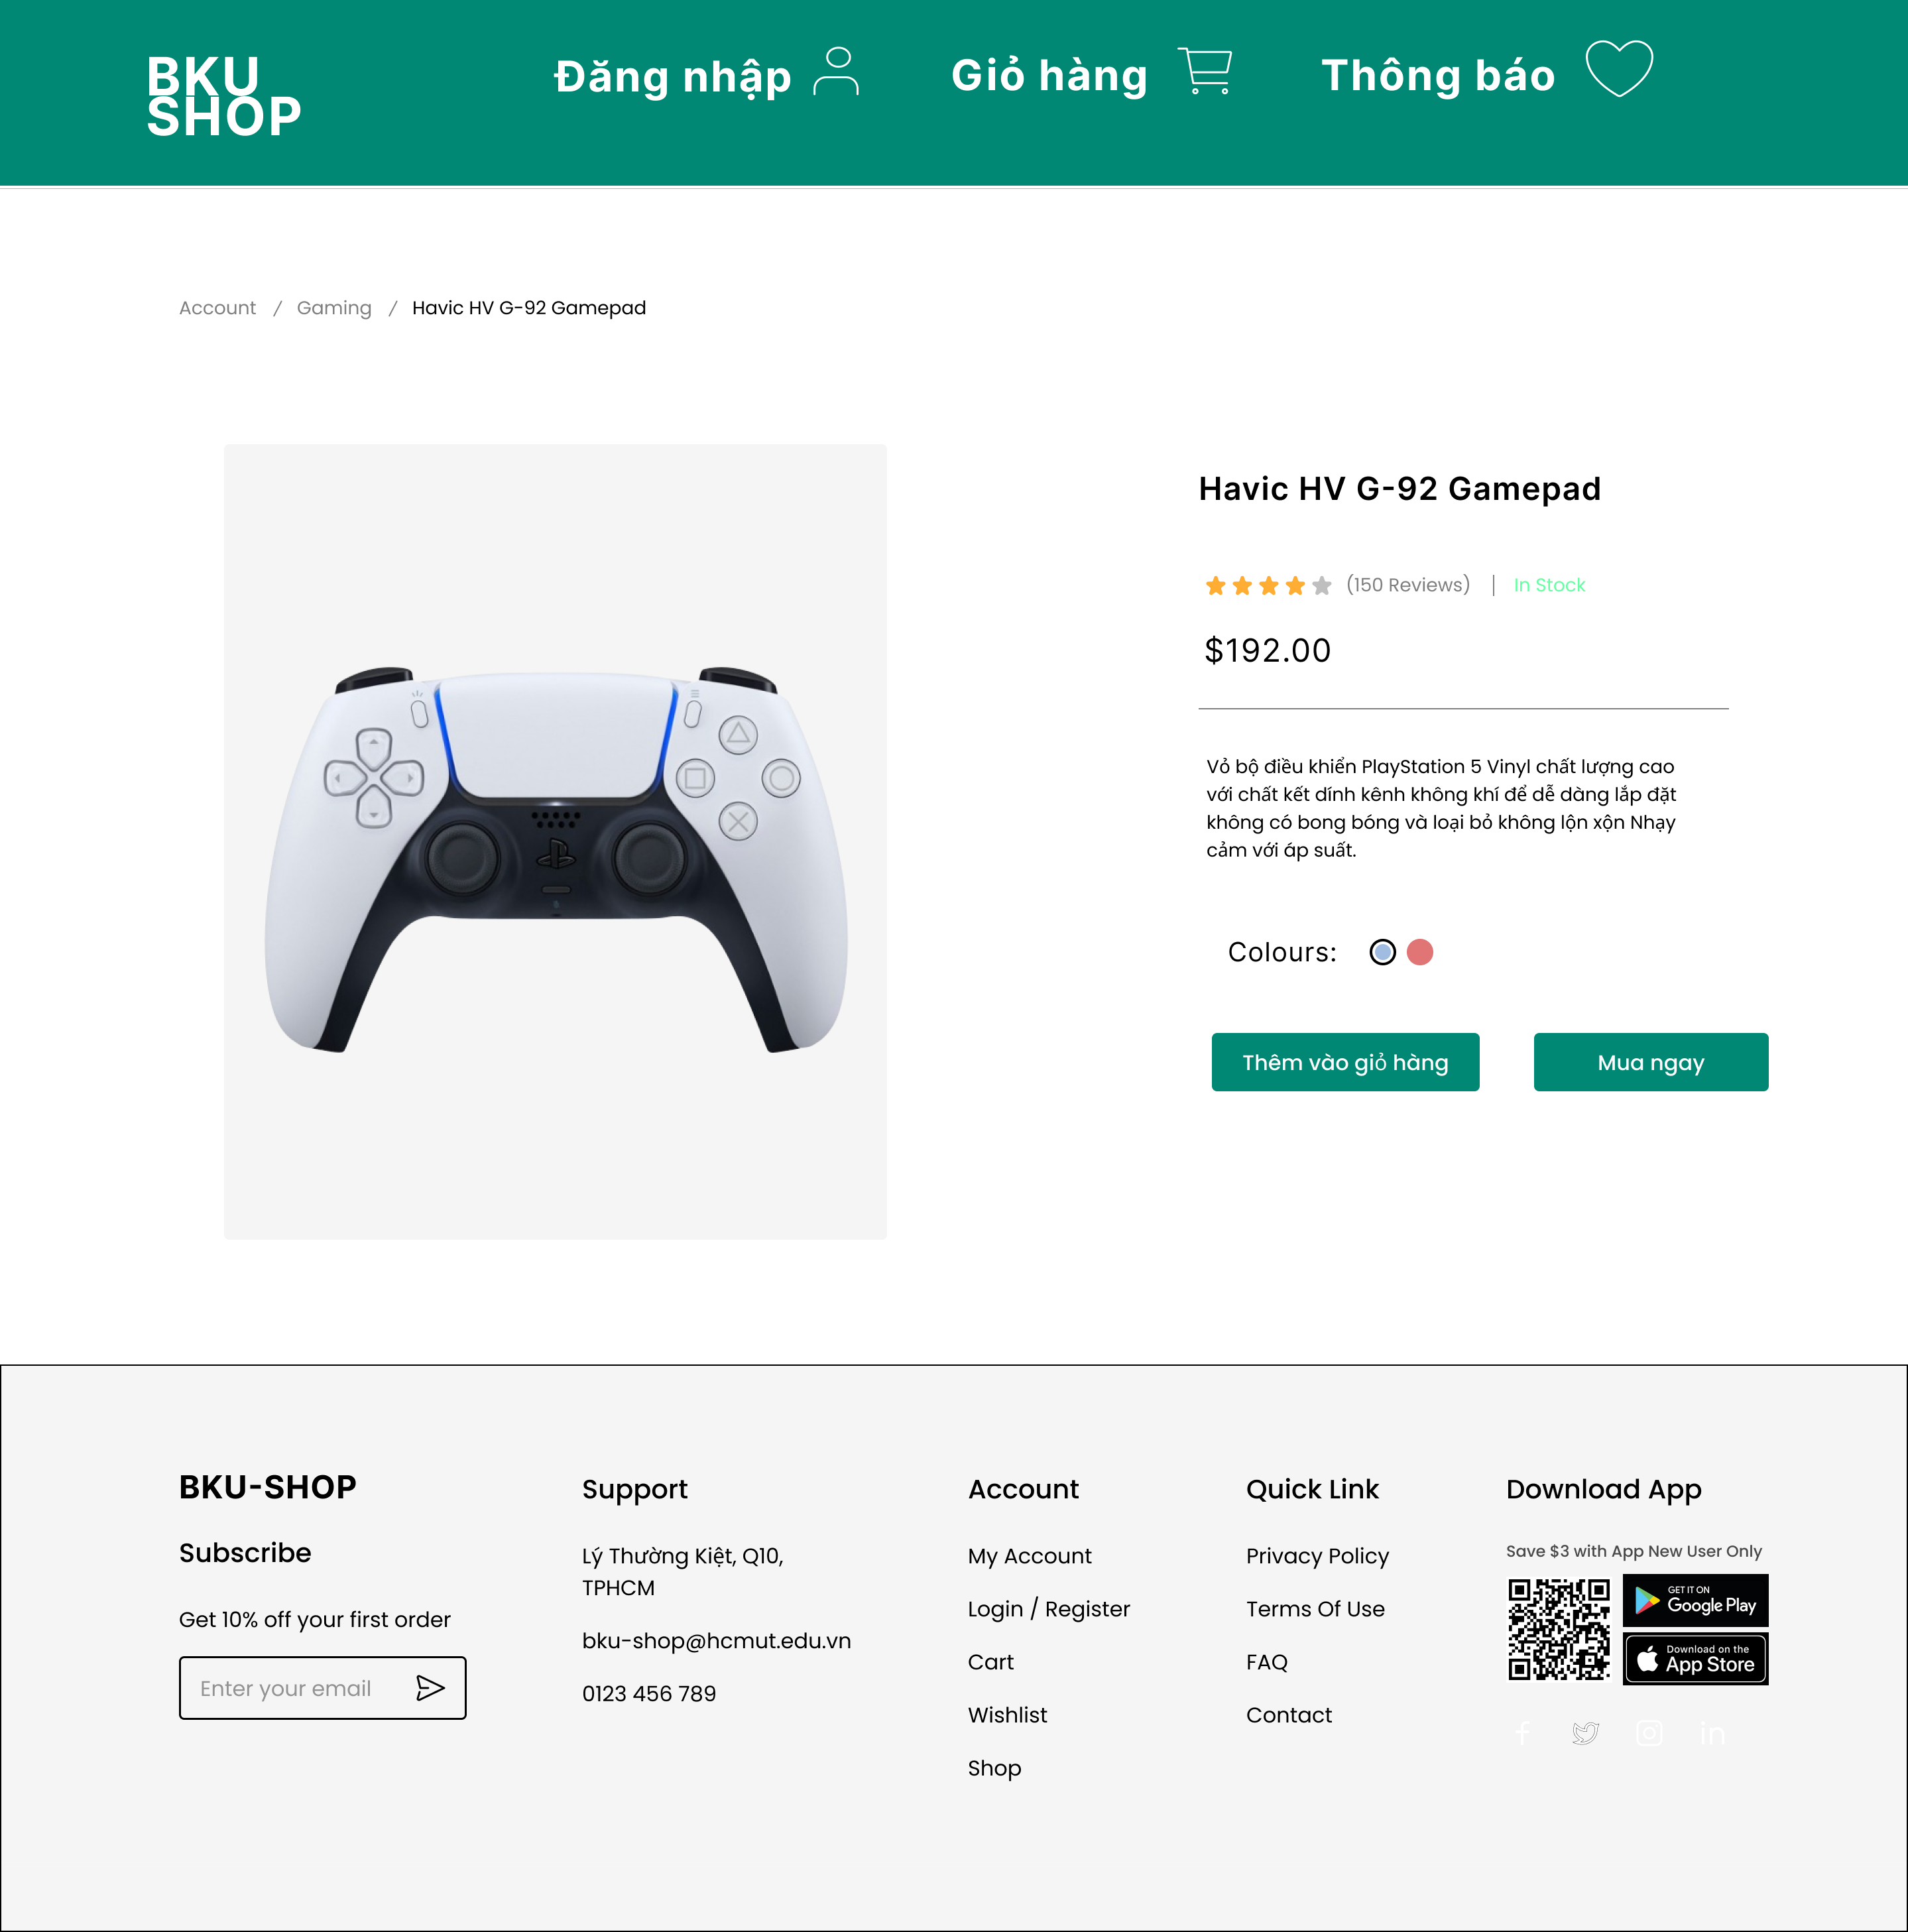 BKU
SHOP
Đăng nhập
Giỏ hàng
Thông báo
Account / Gaming / Havic HV G-92 Gamepad
Havic HV G-92 Gamepad
(150 Reviews) | In Stock
$192.00
Vỏ bộ điều khiển PlayStation 5 Vinyl chất lượng cao
với chất kết dính kênh không khí để dễ dàng lắp đặt
không có bong bóng và loại bỏ không lộn xộn Nhạy
cảm với áp suất.
Colours:
Thêm vào giỏ hàng
Mua ngay
BKU-SHOP
Subscribe
Get 10% off your first order
Enter your email
Support
Lý Thường Kiệt, Q10,
TPHCM
bku-shop@hcmut.edu.vn
0123 456 789
Account
My Account
Login / Register
Cart
Wishlist
Shop
Quick Link
Privacy Policy
Terms Of Use
FAQ
Contact
Download App
Save $3 with App New User Only
GET IT ON
Google Play
Download on the
App Store